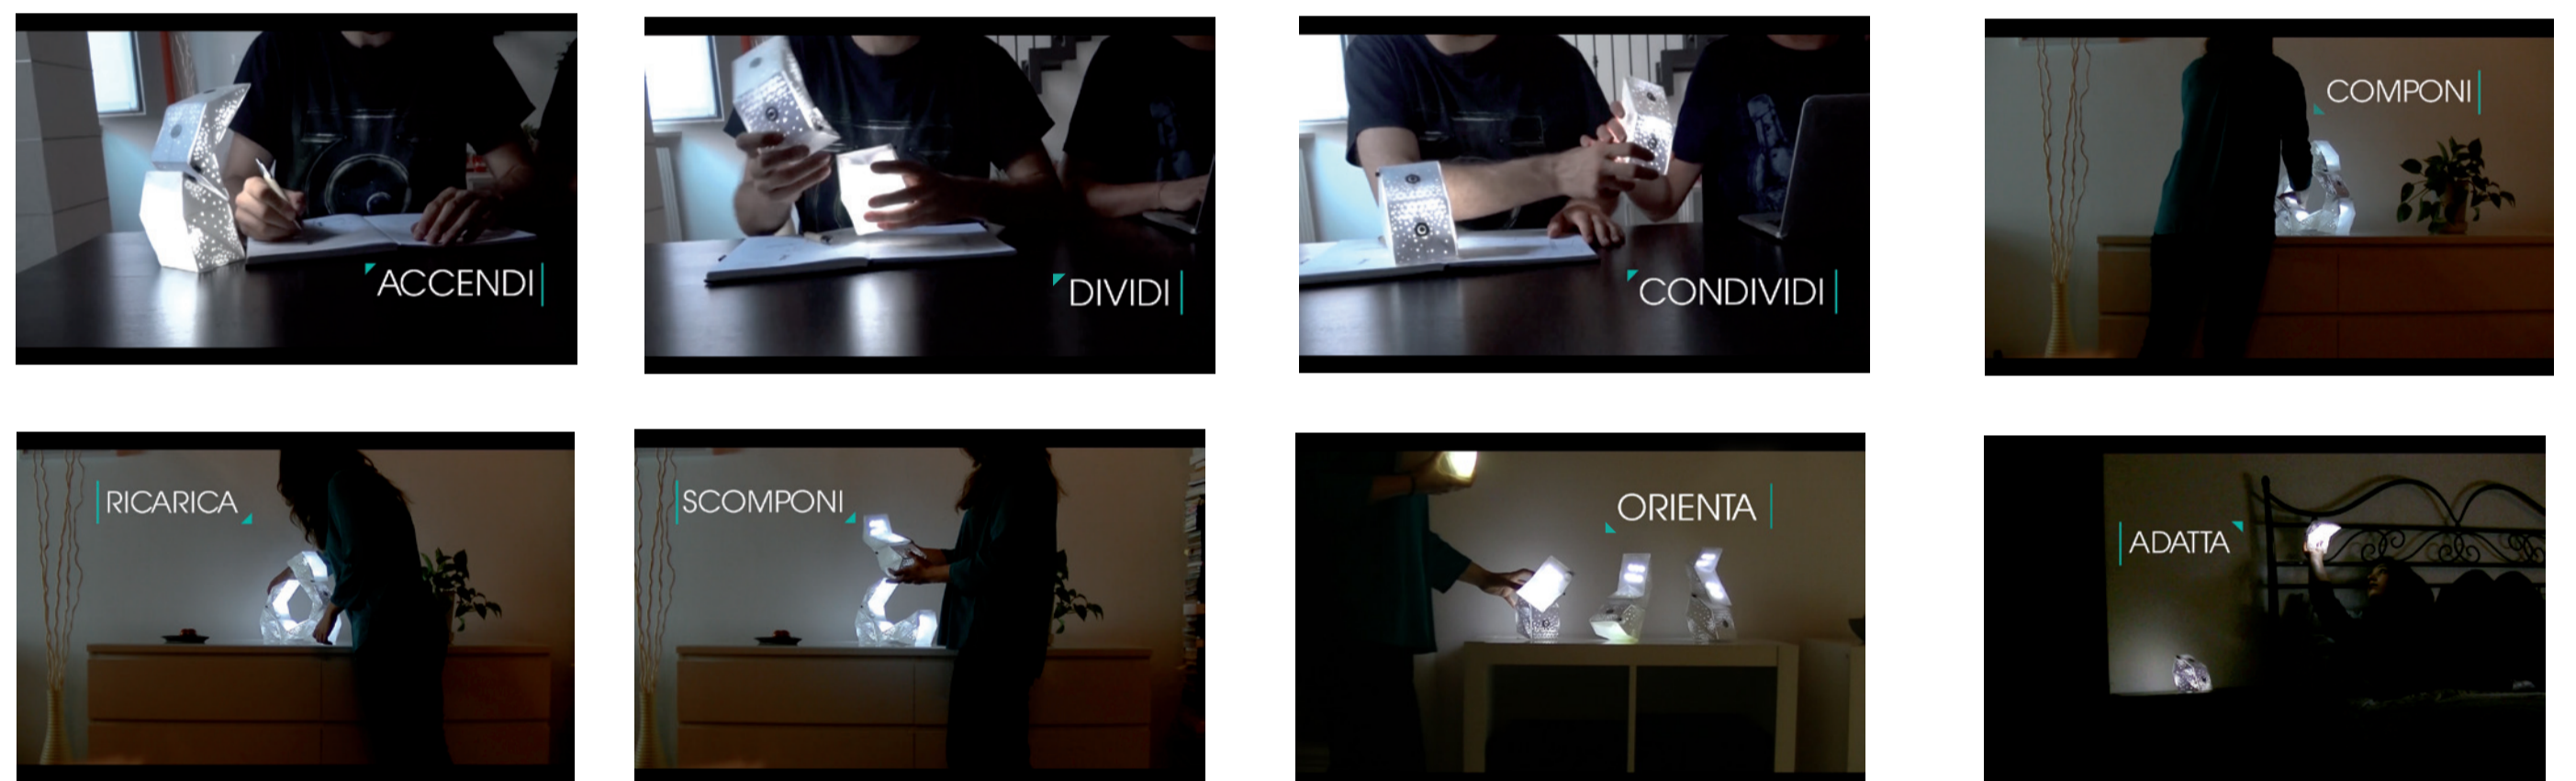 ACCENDI
DIVIDI
CONDIVIDI
COMPONI
RICARICA
SCOMPONI
ORIENTA
ADATTA